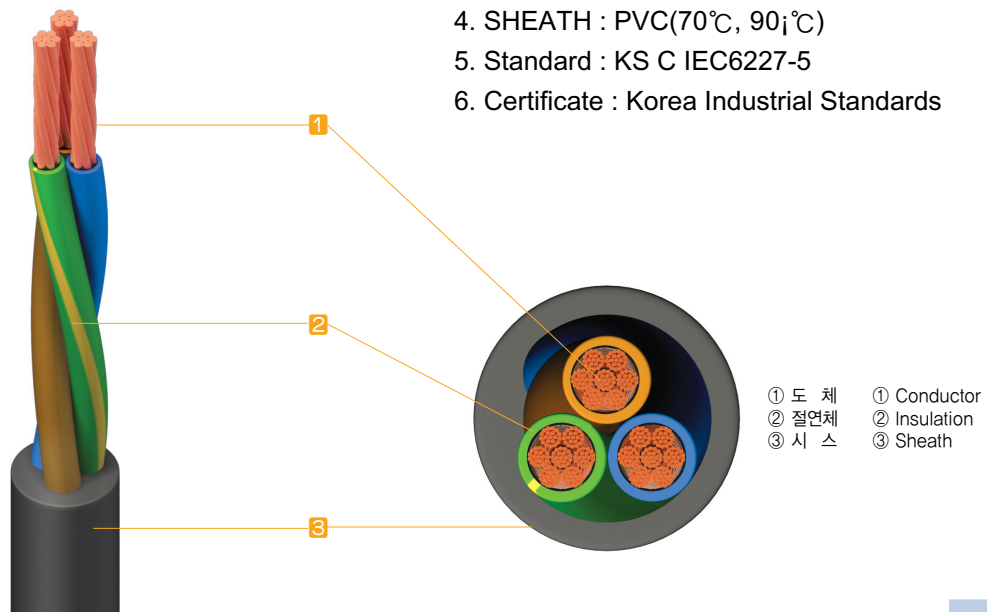 4. SHEATH : PVC(70℃, 90¡℃)
5. Standard : KS C IEC6227-5
6. Certificate : Korea Industrial Standards
1
2
3
① 도 체 ① Conductor
② 절연체 ② Insulation
③ 시 스 ③ Sheath